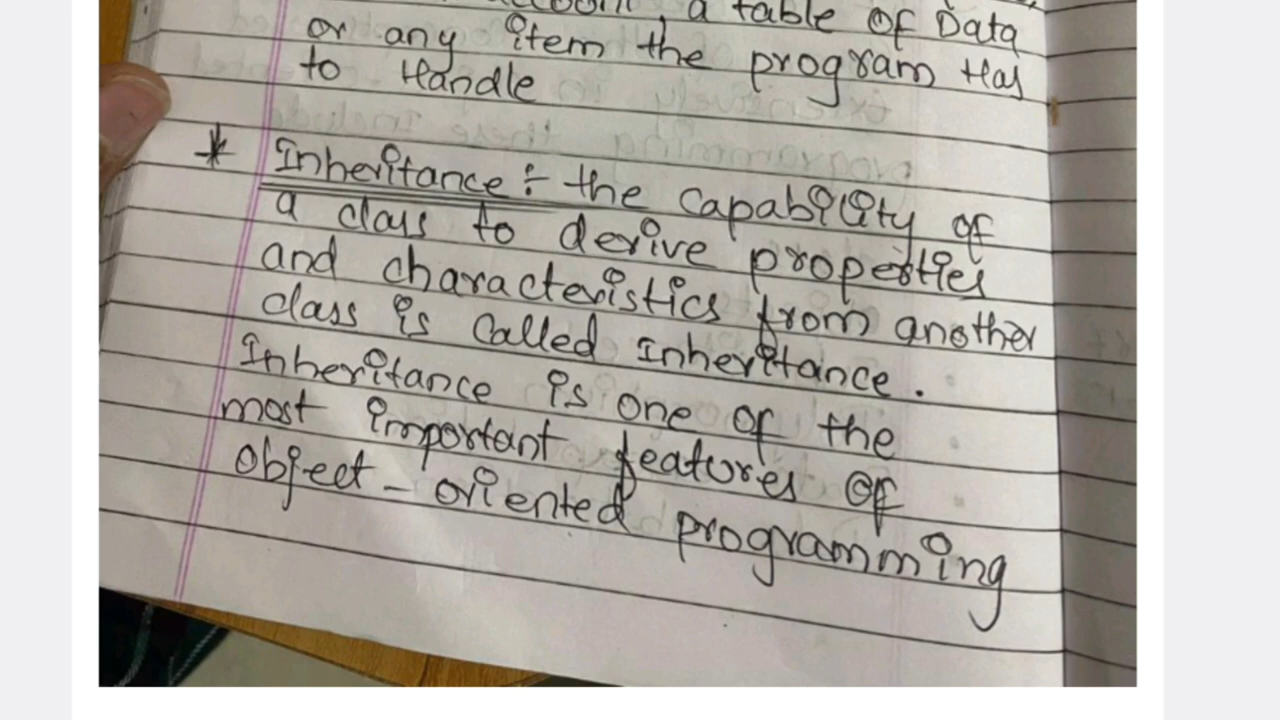 a table of Data
or any item the program Has
to Handle
* Inheritance :- the capability of
a class to derive properties
and characteristics from another
class is called Inheritance.
Inheritance is one of the
most important features of
object - oriented programming